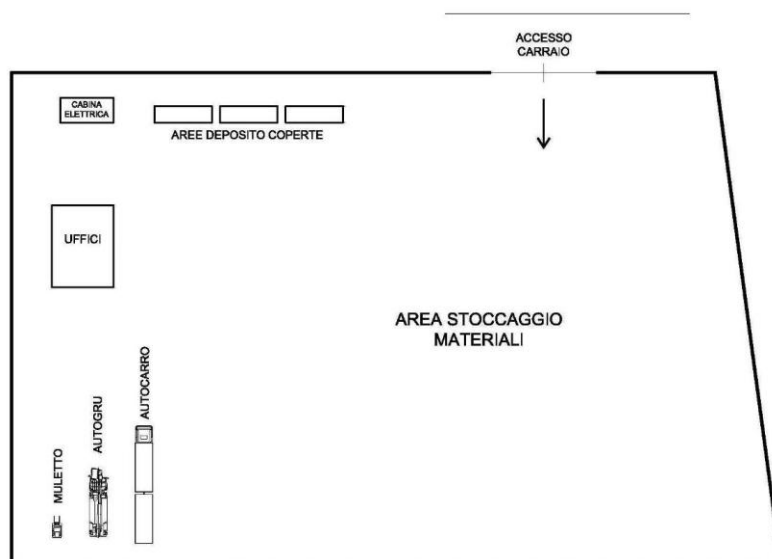 ACCESSO
CARRAIO
CABINA
ELETTRICA
AREE DEPOSITO COPERTE
UFFICI
AREA STOCCAGGIO
MATERIALI
AUTOCARRO
AUTOGRU
MULETTO